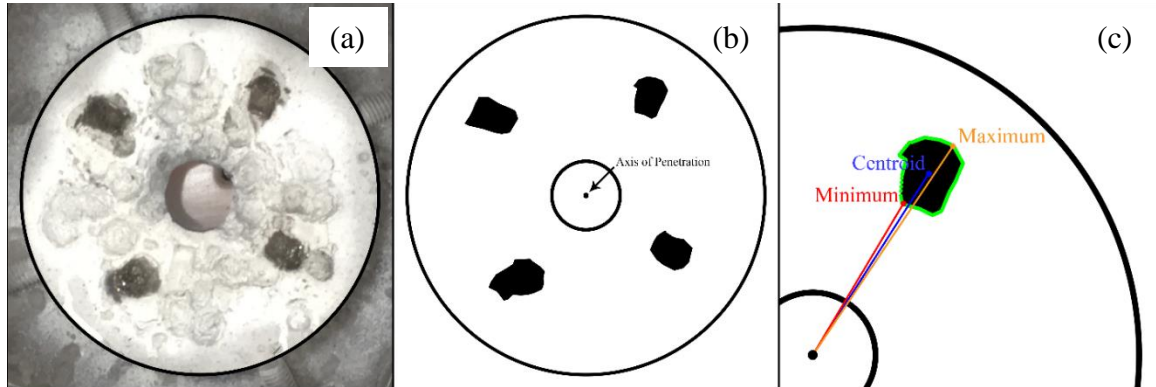 (a)
(b)
Axis of Penetration
(c)
Maximum
Centroid
Minimum